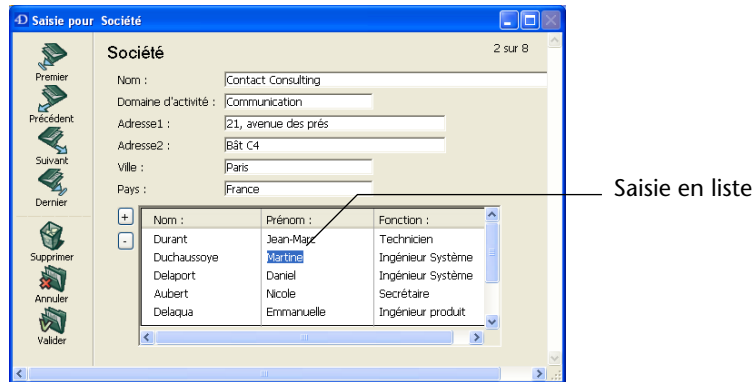 Saisie pour Société
Société
2 sur 8
Premier
Précédent
Suivant
Dernier
Supprimer
Annuler
Valider
Nom : Contact Consulting
Domaine d'activité : Communication
Adresse1 : 21, avenue des prés
Adresse2 : Bât C4
Ville : Paris
Pays : France
+
-
Nom : Prénom : Fonction :
Durant Jean-Marc Technicien
Duchaussoye Martine Ingénieur Système
Delaport Daniel Ingénieur Système
Aubert Nicole Secrétaire
Delaqua Emmanuelle Ingénieur produit
Saisie en liste